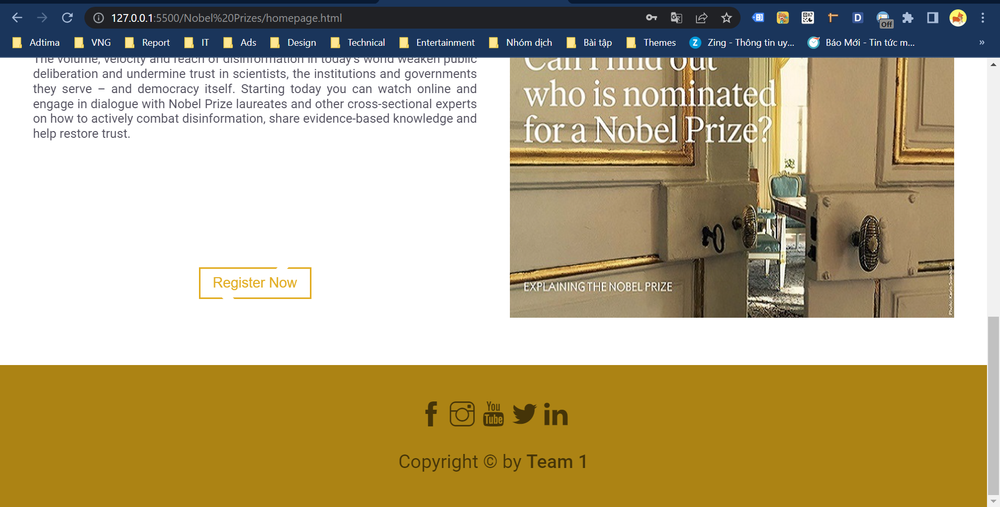 127.0.0.1:5500/Nobel%20Prizes/homepage.html
Off
Adtima VNG Report IT Ads Design Technical Entertainment Nhóm dịch Bài tập Themes Zing - Thông tin uy... Báo Mới - Tin tức m... »
The volume, velocity and reach of disinformation in today's world weaken public
deliberation and undermine trust in scientists, the institutions and governments
they serve – and democracy itself. Starting today you can watch online and
engage in dialogue with Nobel Prize laureates and other cross-sectional experts
on how to actively combat disinformation, share evidence-based knowledge and
help restore trust.
Register Now
Can I find out
who is nominated
for a Nobel Prize?
EXPLAINING THE NOBEL PRIZE
You
Tube
in
Copyright © by Team 1